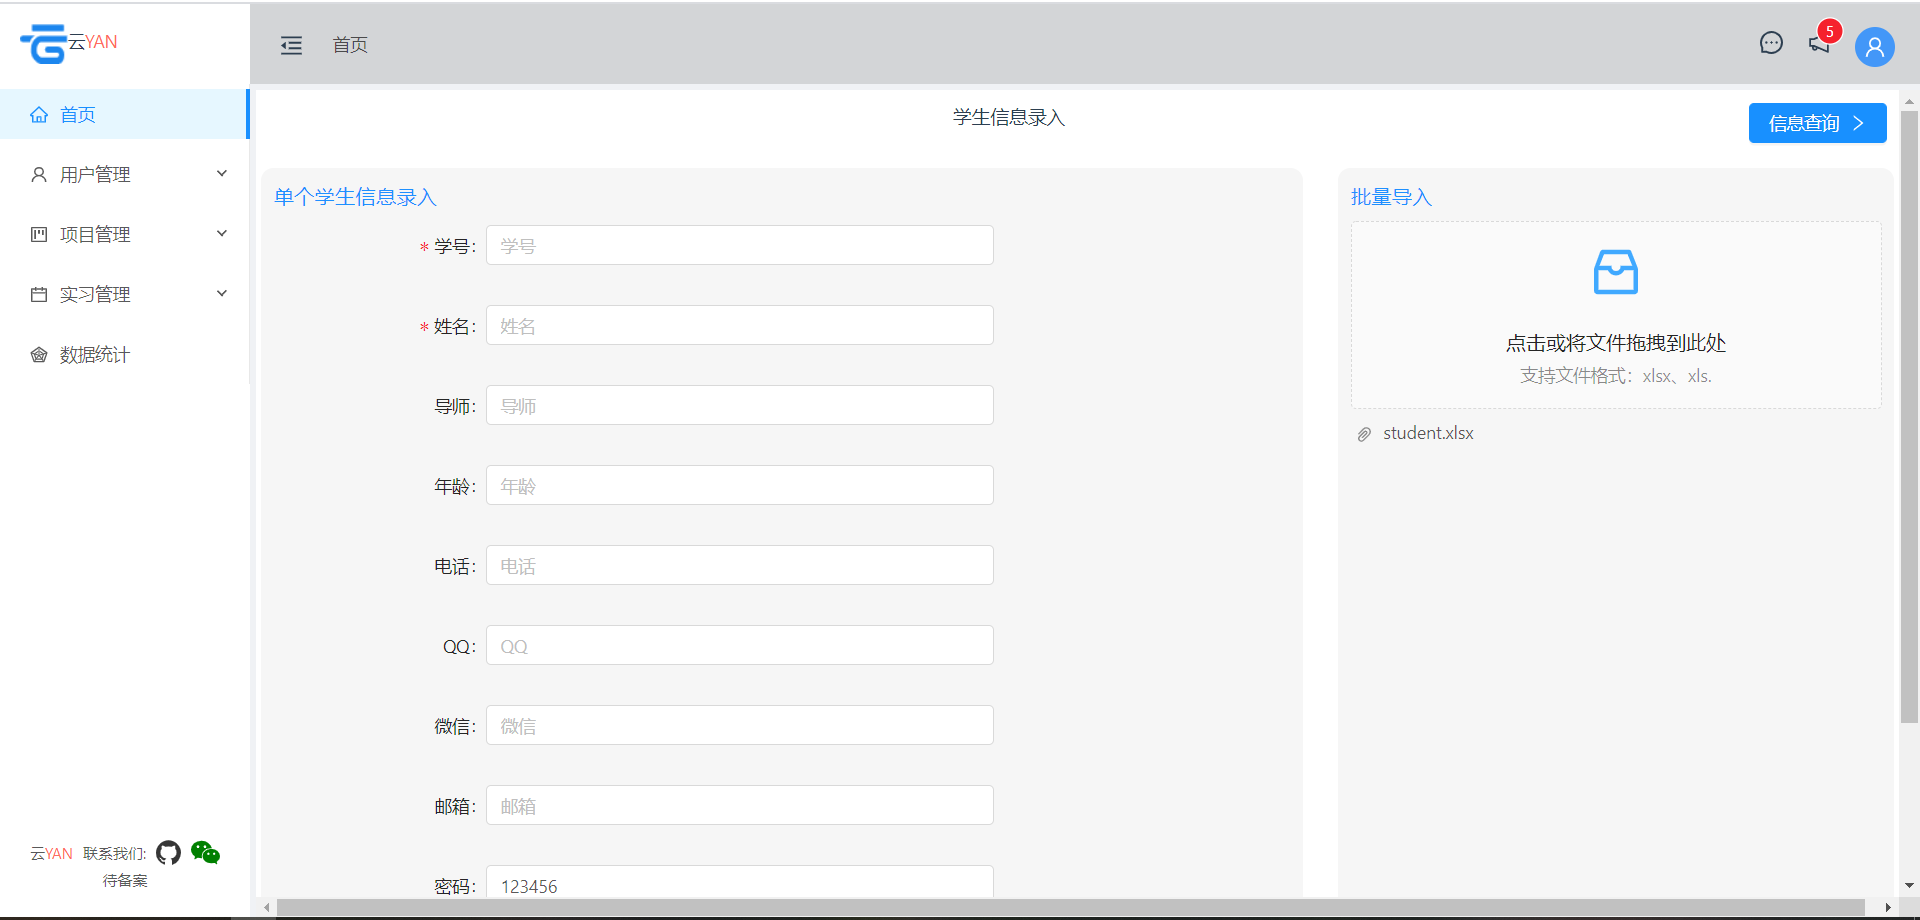 云YAN
首页
5
首页
用户管理
项目管理
实习管理
数据统计
学生信息录入
信息查询
单个学生信息录入
* 学号: 学号
* 姓名: 姓名
导师: 导师
年龄: 年龄
电话: 电话
QQ: QQ
微信: 微信
邮箱: 邮箱
密码: 123456
批量导入
点击或将文件拖拽到此处
支持文件格式：xlsx、xls.
student.xlsx
云YAN 联系我们:
待备案